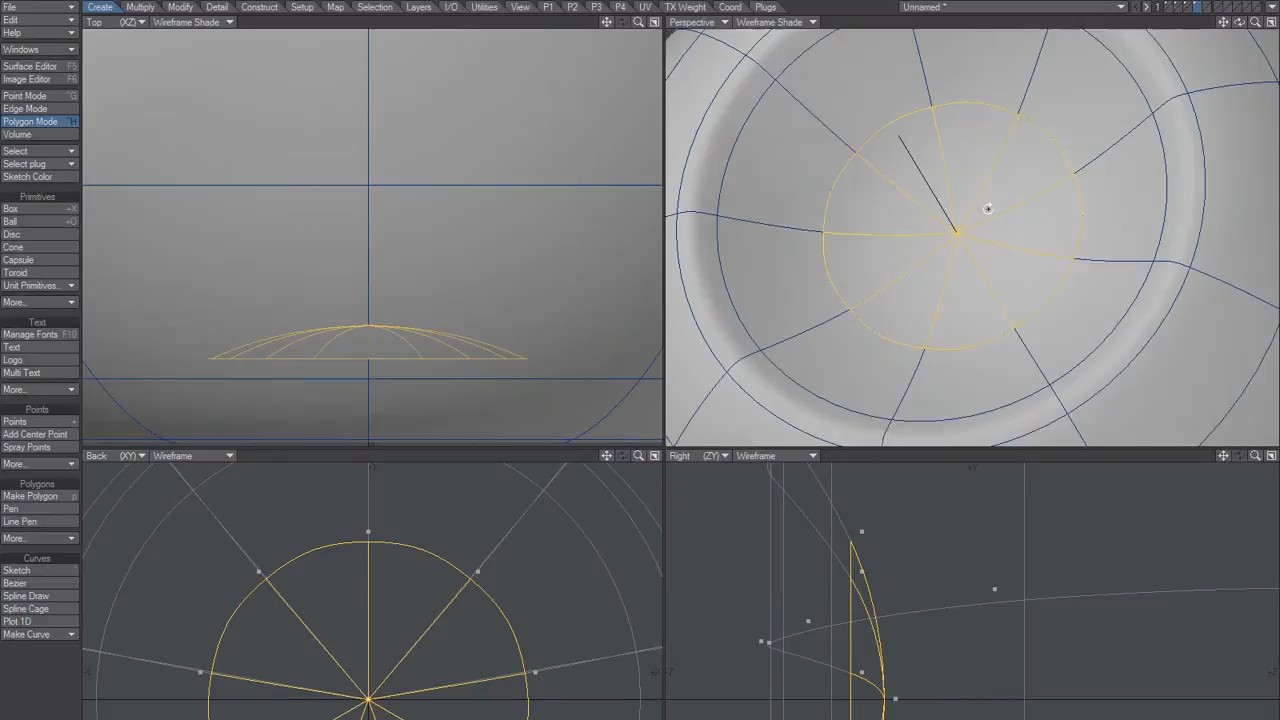 File Create Multiply Modify Detail Construct Setup Map Selection Layers I/O Utilities View P1 P2 P3 P4 UV TX Weight Coord Plugs Unnamed * 1
Edit Top (XZ) Wireframe Shade Perspective Wireframe Shade
Help
Windows
Surface Editor F5
Image Editor F6
Point Mode ^G
Edge Mode
Polygon Mode ^H
Volume
Select
Select plug
Sketch Color
Primitives
Box +X
Ball +O
Disc
Cone
Capsule
Toroid
Unit Primitives...
More...
Text
Manage Fonts F10
Text
Logo
Multi Text
More...
Points
Points +
Add Center Point
Spray Points
Back (XY) Wireframe Right (ZY) Wireframe
More...
Polygons
Make Polygon p
Pen
Line Pen
More...
Curves
Sketch `
Bezier
Spline Draw
Spline Cage
Plot 1D
Make Curve